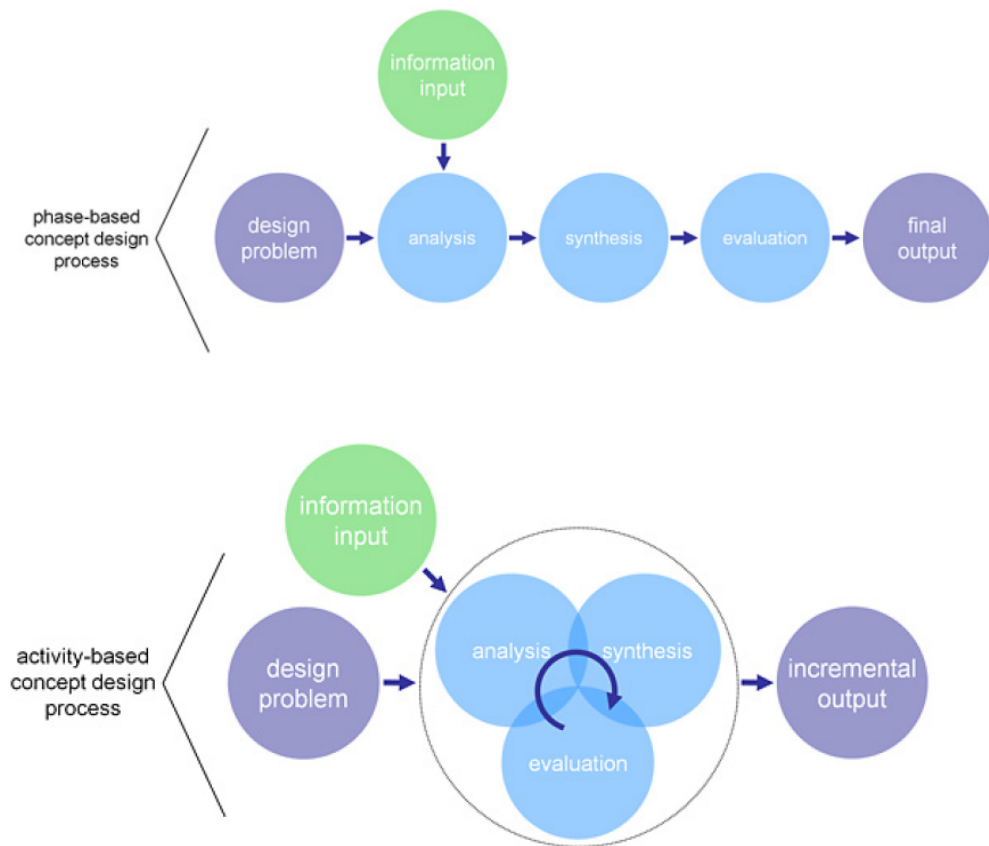 information
input
phase-based
concept design
process
design
problem
analysis
synthesis
evaluation
final
output
information
input
activity-based
concept design
process
design
problem
analysis
synthesis
evaluation
incremental
output